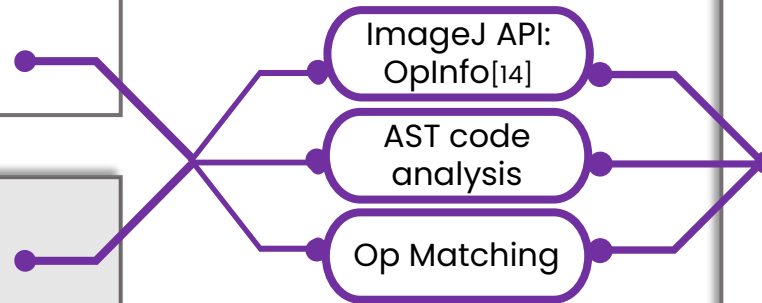 ImageJ API:
OpInfo[14]
AST code
analysis
Op Matching